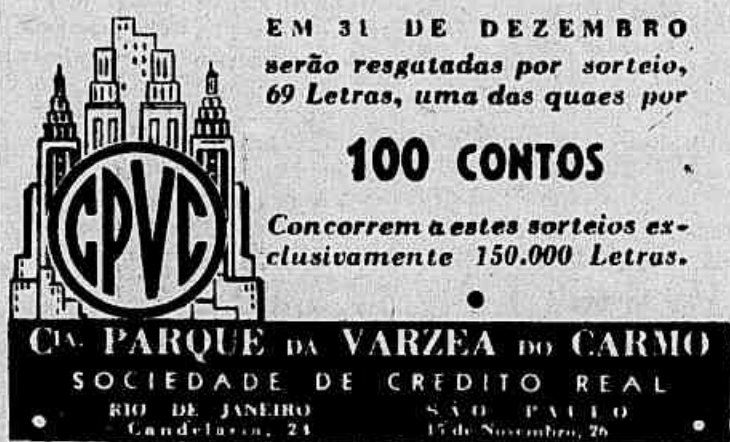 EM 31 DE DEZEMBRO
serão resgatadas por sorteio,
69 Letras, uma das quaes por
100 CONTOS
Concorrem a estes sorteios ex-
clusivamente 150.000 Letras.
CPVC
CIA. PARQUE DA VARZEA DO CARMO
SOCIEDADE DE CREDITO REAL
RIO DE JANEIRO
Candelaria, 24
SÃO PAULO
15 de Novembro, 26